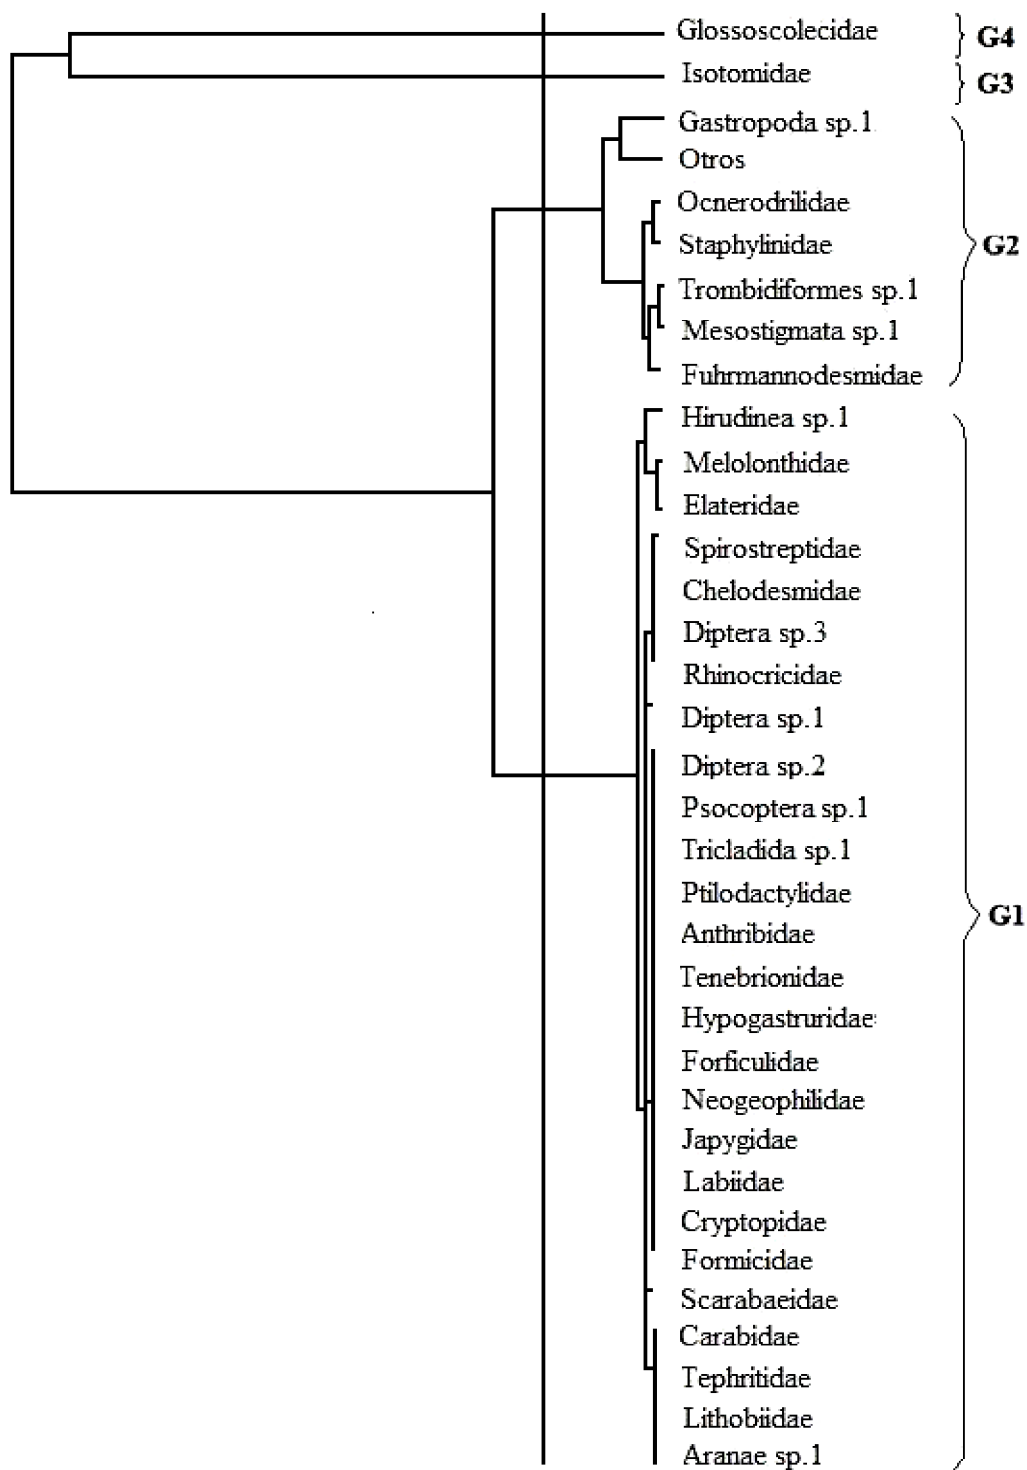 Glossoscolecidae
G4
Isotomidae
G3
Gastropoda sp.1
Otros
Ocnerodrilidae
Staphylinidae
G2
Trombidiformes sp.1
Mesostigmata sp.1
Fuhrmannodesmidae
Hirudinea sp.1
Melolonthidae
Elateridae
Spirostreptidae
Chelodesmidae
Diptera sp.3
Rhinocricidae
Diptera sp.1
Diptera sp.2
Psocoptera sp.1
Tricladida sp.1
Ptilodactylidae
G1
Anthribidae
Tenebrionidae
Hypogastruridae
Forficulidae
Neogeophilidae
Japygidae
Labiidae
Cryptopidae
Formicidae
Scarabaeidae
Carabidae
Tephritidae
Lithobiidae
Aranae sp.1